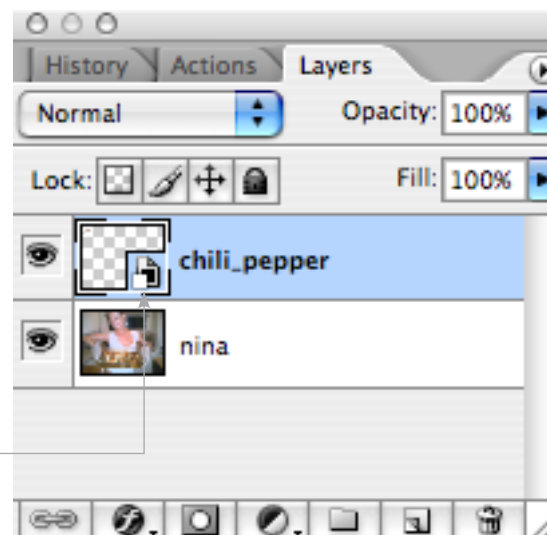 History Actions Layers
Normal Opacity: 100%
Lock: Fill: 100%
chili_pepper
nina